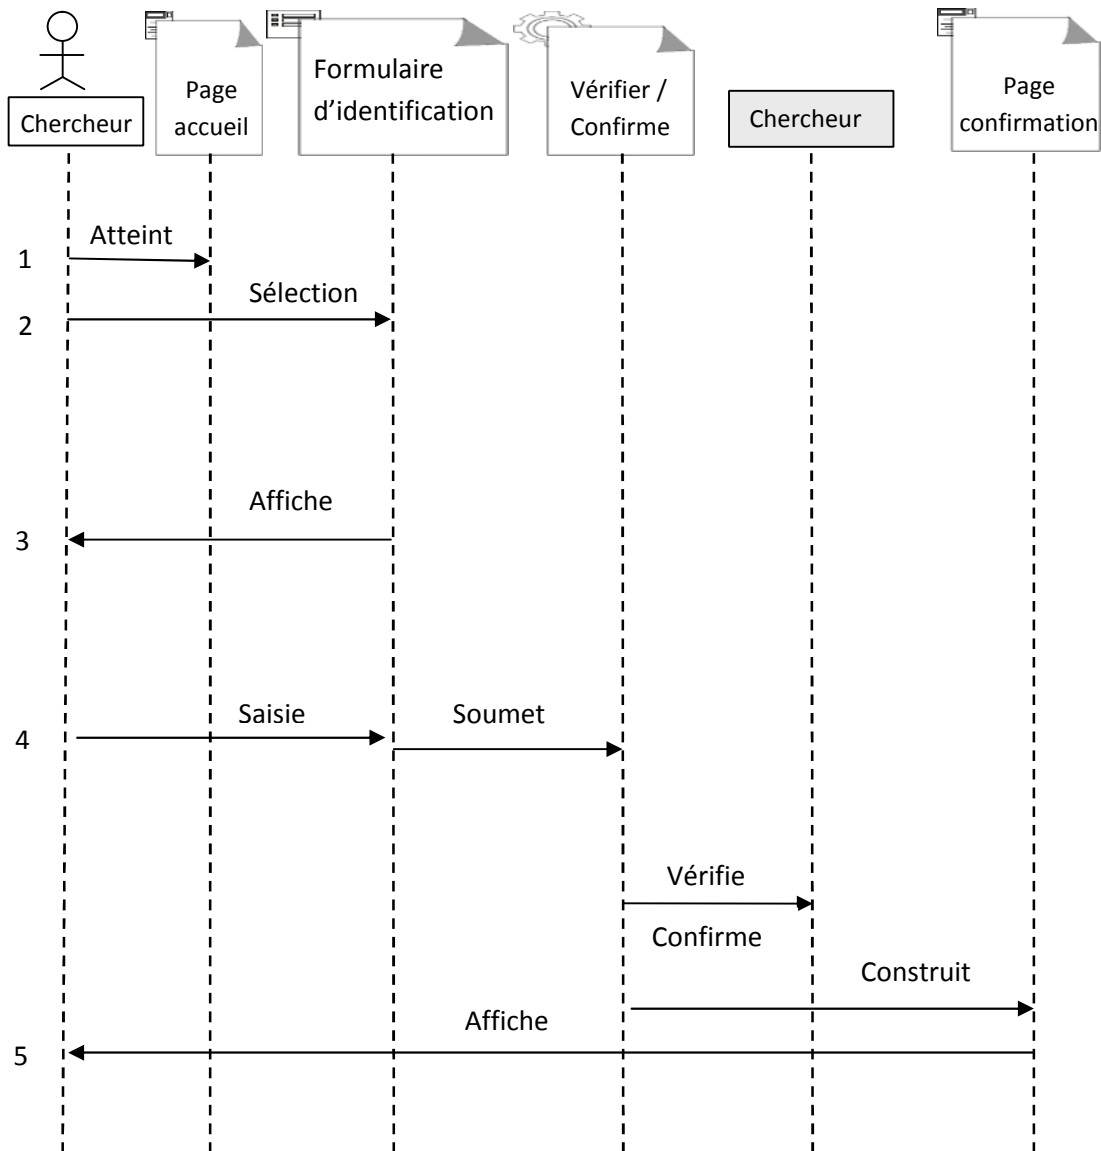 Chercheur
Page
accueil
Formulaire
d'identification
Vérifier /
Confirme
Chercheur
Page
confirmation
Atteint
1
Sélection
2
Affiche
3
Saisie
Soumet
4
Vérifie
Confirme
Construit
Affiche
5